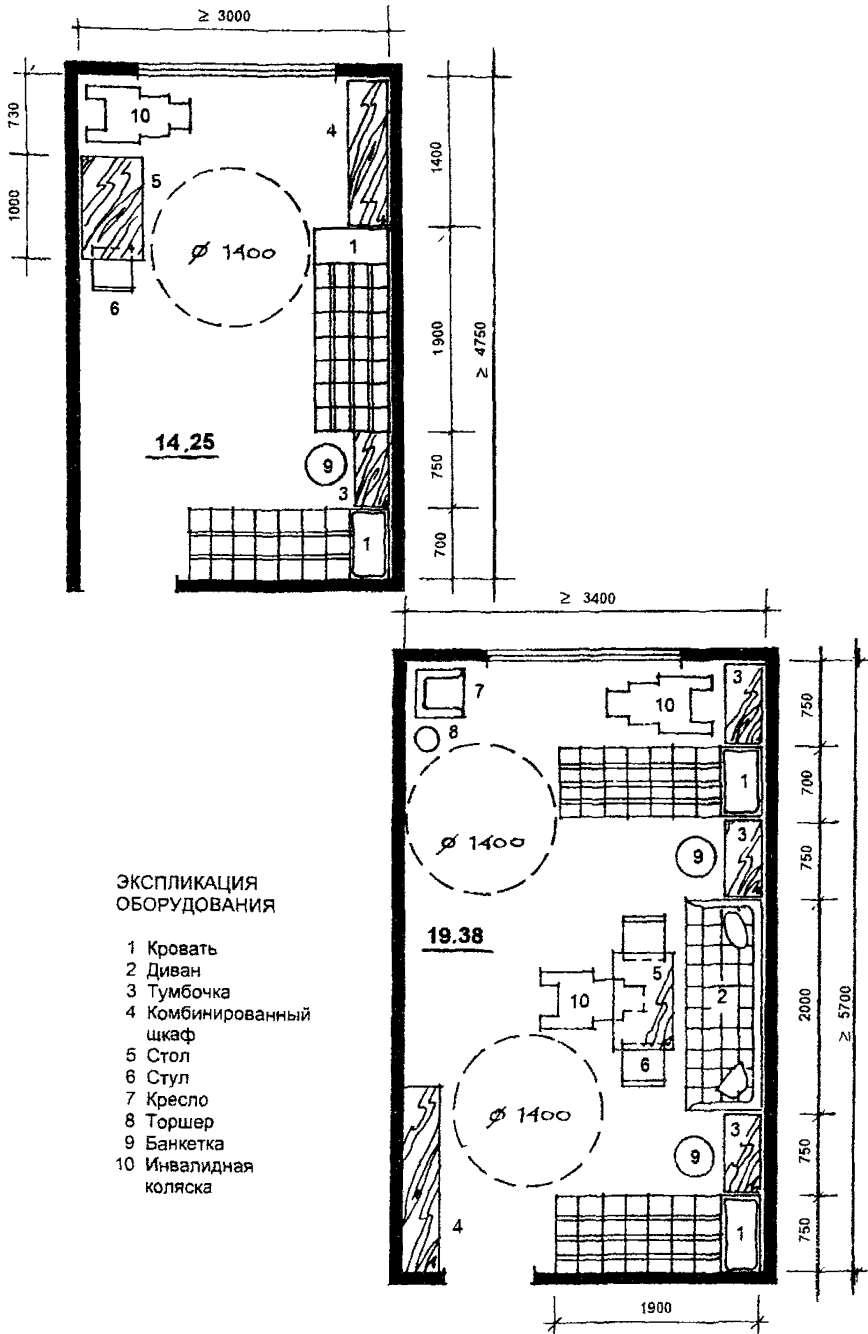 ≥ 3000
730
1000
10
4
5
ø 1400
1
6
14,25
9
3
1
1400
1900
750
700
≥ 4750
≥ 3400
7
8
10
3
1
ø 1400
9
3
19.38
5
10
2
6
ø 1400
9
3
4
1
750
700
750
2000
750
750
≥ 5700
1900
ЭКСПЛИКАЦИЯ
ОБОРУДОВАНИЯ
1 Кровать
2 Диван
3 Тумбочка
4 Комбинированный
шкаф
5 Стол
6 Стул
7 Кресло
8 Торшер
9 Банкетка
10 Инвалидная
коляска